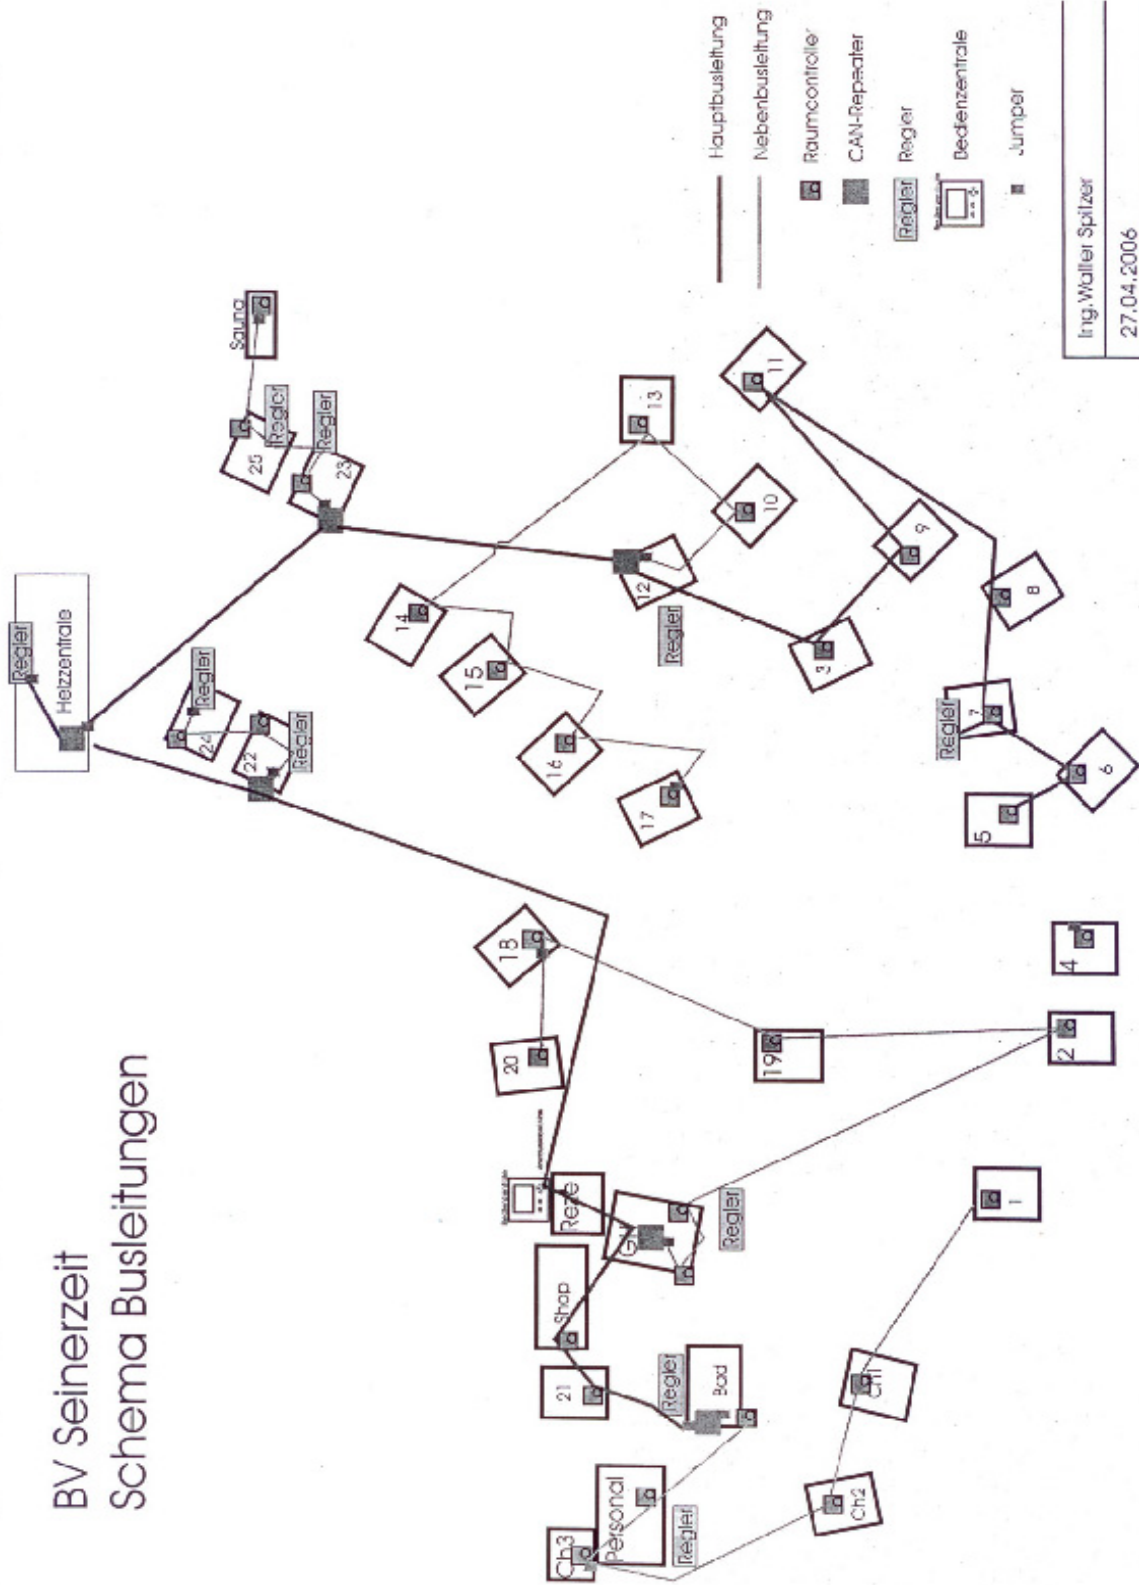 BV Seinerzeit
Schema Busleitungen
Regler
Heizzentrale
24
Regler
22
Regler
Sauna
25
Regler
23
Regler
14
15
16
17
18
20
Reze
Shop
21
Ch3
Personal
Regler
Regler
Bad
Regler
19
12
Regler
13
10
11
3
9
Ch2
Ch1
1
2
4
5
6
Regler
7
8
Hauptbusleitung
Nebenbusleitung
Raumcontroller
CAN-Repeater
Regler
Regler
Bedienzentrale
Jumper
Ing.Walter Spitzer
27.04.2006